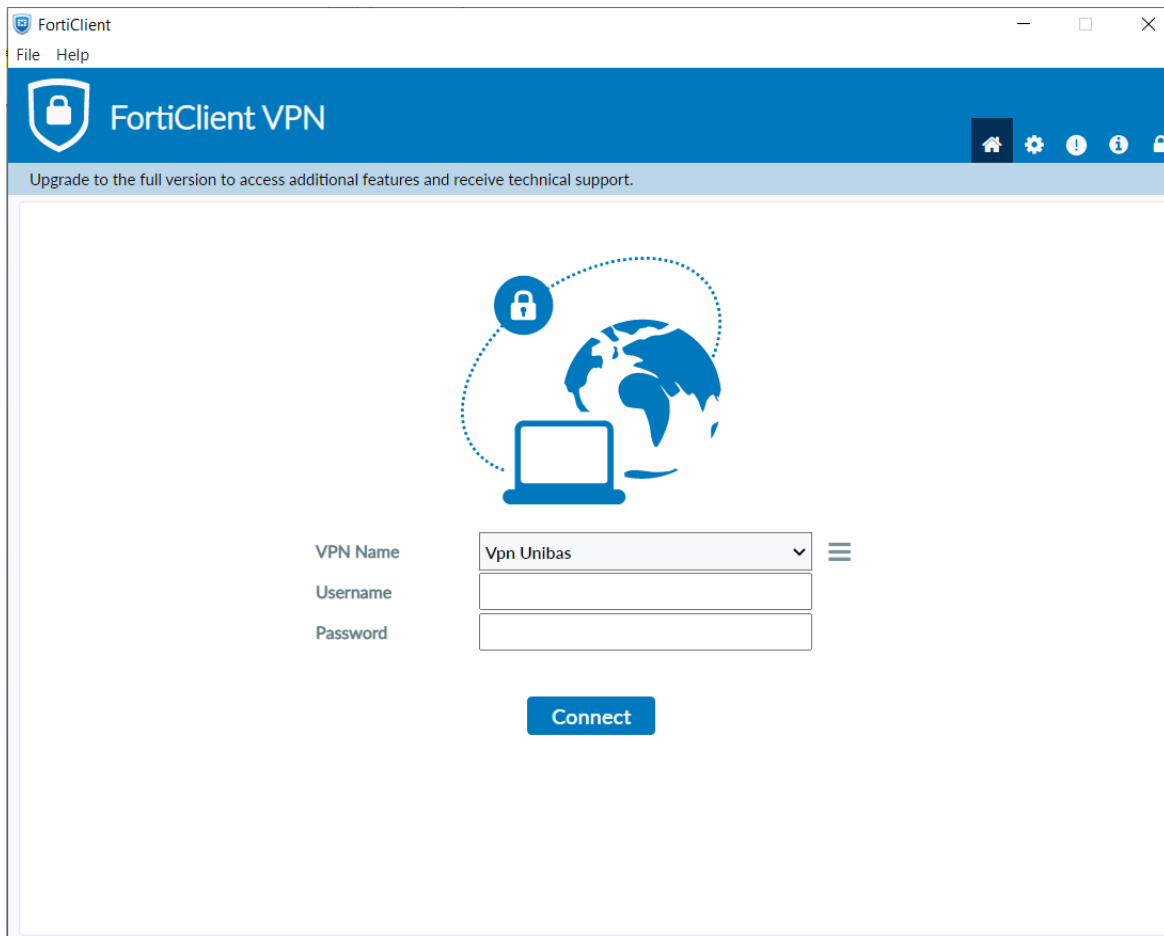 FortiClient
File Help
FortiClient VPN
Upgrade to the full version to access additional features and receive technical support.
VPN Name
Vpn Unibas
Username
Password
Connect